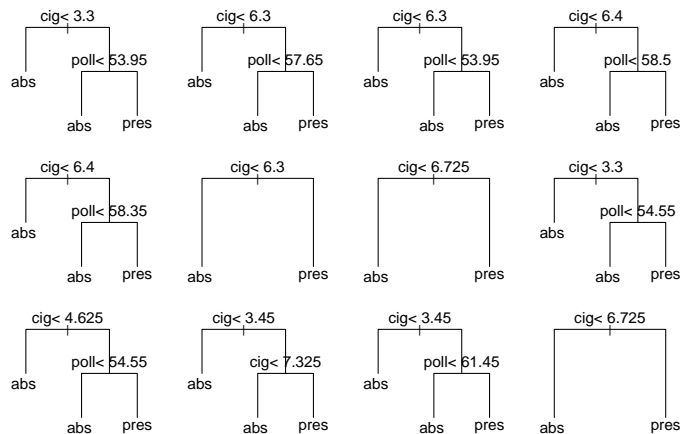 cig< 3.3
poll< 53.95
abs
abs
pres
cig< 6.3
poll< 57.65
abs
abs
pres
cig< 6.3
poll< 53.95
abs
abs
pres
cig< 6.4
poll< 58.5
abs
abs
pres
cig< 6.4
poll< 58.35
abs
abs
pres
cig< 6.3
abs
pres
cig< 6.725
abs
pres
cig< 3.3
poll< 54.55
abs
abs
pres
cig< 4.625
poll< 54.55
abs
abs
pres
cig< 3.45
cig< 7.325
abs
abs
pres
cig< 3.45
poll< 61.45
abs
abs
pres
cig< 6.725
abs
pres